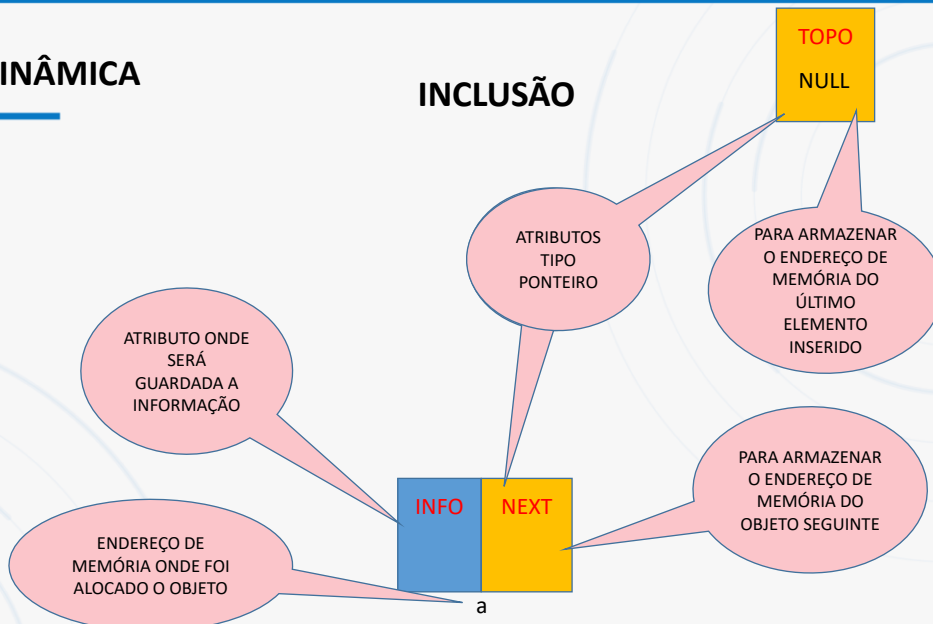 INÂMICA
INCLUSÃO
TOPO
NULL
ATRIBUTOS
TIPO
PONTEIRO
PARA ARMAZENAR
O ENDEREÇO DE
MEMÓRIA DO
ÚLTIMO
ELEMENTO
INSERIDO
ATRIBUTO ONDE
SERÁ
GUARDADA A
INFORMAÇÃO
PARA ARMAZENAR
O ENDEREÇO DE
MEMÓRIA DO
OBJETO SEGUINTE
INFO
NEXT
ENDEREÇO DE
MEMÓRIA ONDE FOI
ALOCADO O OBJETO
a